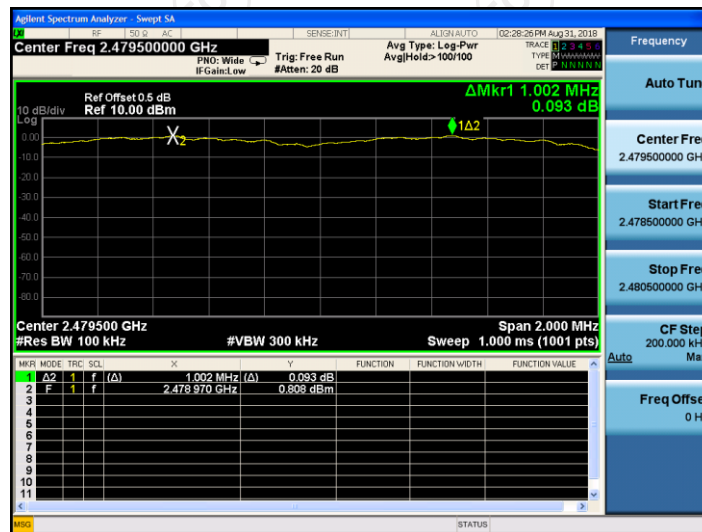 Agilent Spectrum Analyzer - Swept SA
RF 50 Ω AC SENSE:INT ALIGN AUTO 02:28:26 PM Aug 31, 2018
Center Freq 2.479500000 GHz
PNO: Wide
IFGain:Low
Trig: Free Run
#Atten: 20 dB
Avg Type: Log-Pwr
Avg|Hold:>100/100
TRACE 1 2 3 4 5 6
TYPE M
DET P N N N N N
ΔMkr1 1.002 MHz
0.093 dB
Ref Offset 0.5 dB
10 dB/div Ref 10.00 dBm
Log
0.00
-10.0
-20.0
-30.0
-40.0
-50.0
-60.0
-70.0
-80.0
2
1Δ2
Center 2.479500 GHz Span 2.000 MHz
#Res BW 100 kHz #VBW 300 kHz Sweep 1.000 ms (1001 pts)
MKR MODE TRC SCL X Y FUNCTION FUNCTION WIDTH FUNCTION VALUE
1 Δ2 1 f (Δ) 1.002 MHz (Δ) 0.093 dB
2 F 1 f 2.478 970 GHz 0.808 dBm
3
4
5
6
7
8
9
10
11
MSG STATUS
Frequency
Auto Tun
Center Fre
2.479500000 GH
Start Fre
2.478500000 GH
Stop Fre
2.480500000 GH
CF Step
200.000 kH
Auto Ma
Freq Offse
0 H